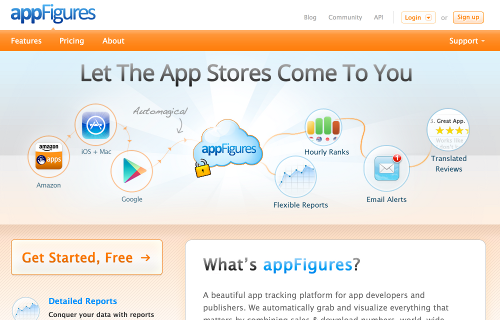 appFigures
Blog Community API Login or Sign up
Features Pricing About Support
Let The App Stores Come To You
Automagical
3. Great App.
iOS + Mac
amazon
apps
appFigures
Amazon
Google
Hourly Ranks
Translated
Reviews
Flexible Reports
Email Alerts
Get Started, Free →
What's appFigures?
Detailed Reports
Conquer your data with reports
A beautiful app tracking platform for app developers and
publishers. We automatically grab and visualize everything that
matters by combining sales & download numbers, world-wide